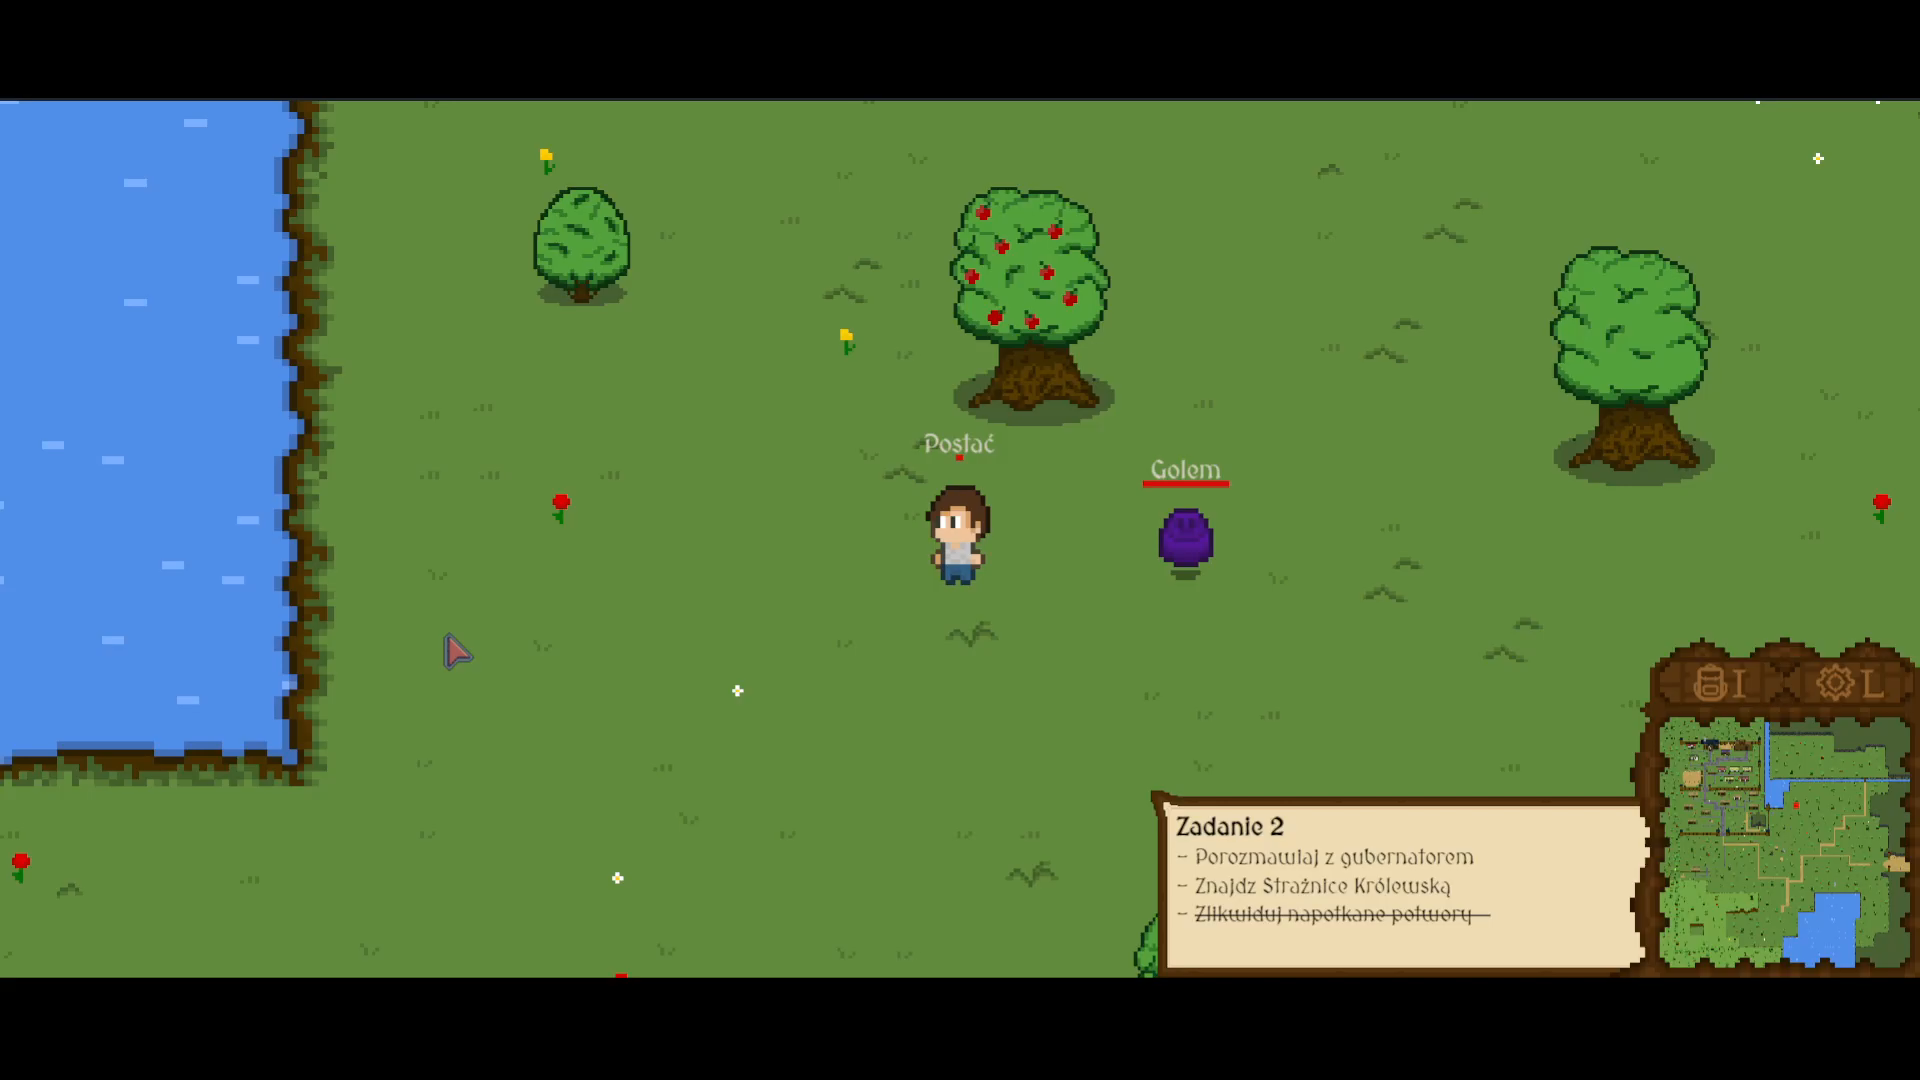 Postać
Golem
I L
Zadanie 2
- Porozmawiaj z gubernatorem
- Znajdz Strażnice Królewską
- Zlikwiduj napotkane potwory